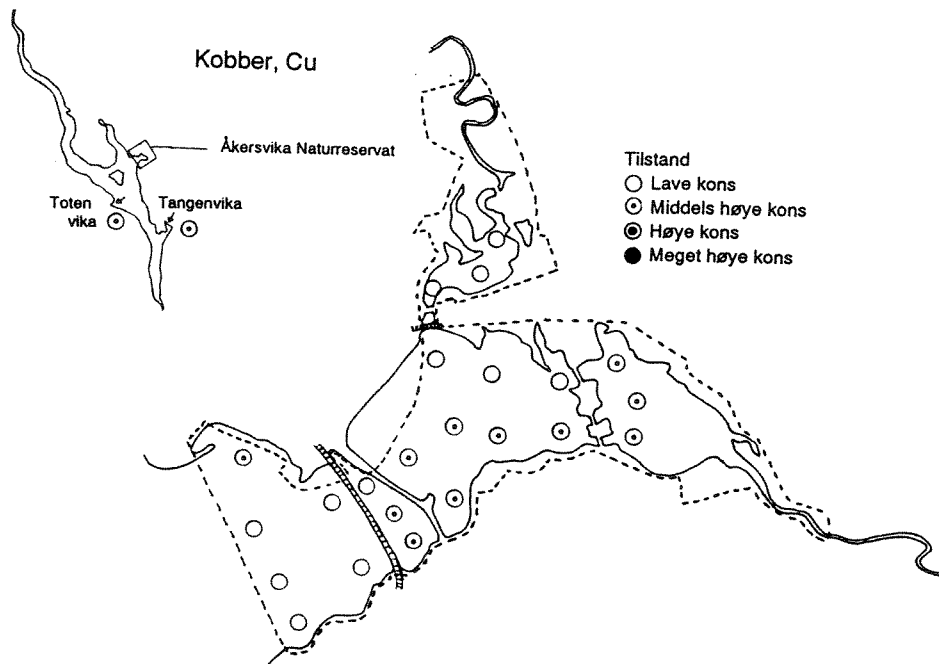 Kobber, Cu
Åkersvika Naturreservat
Toten
vika
Tangenvika
Tilstand
Lave kons
Middels høye kons
Høye kons
Meget høye kons